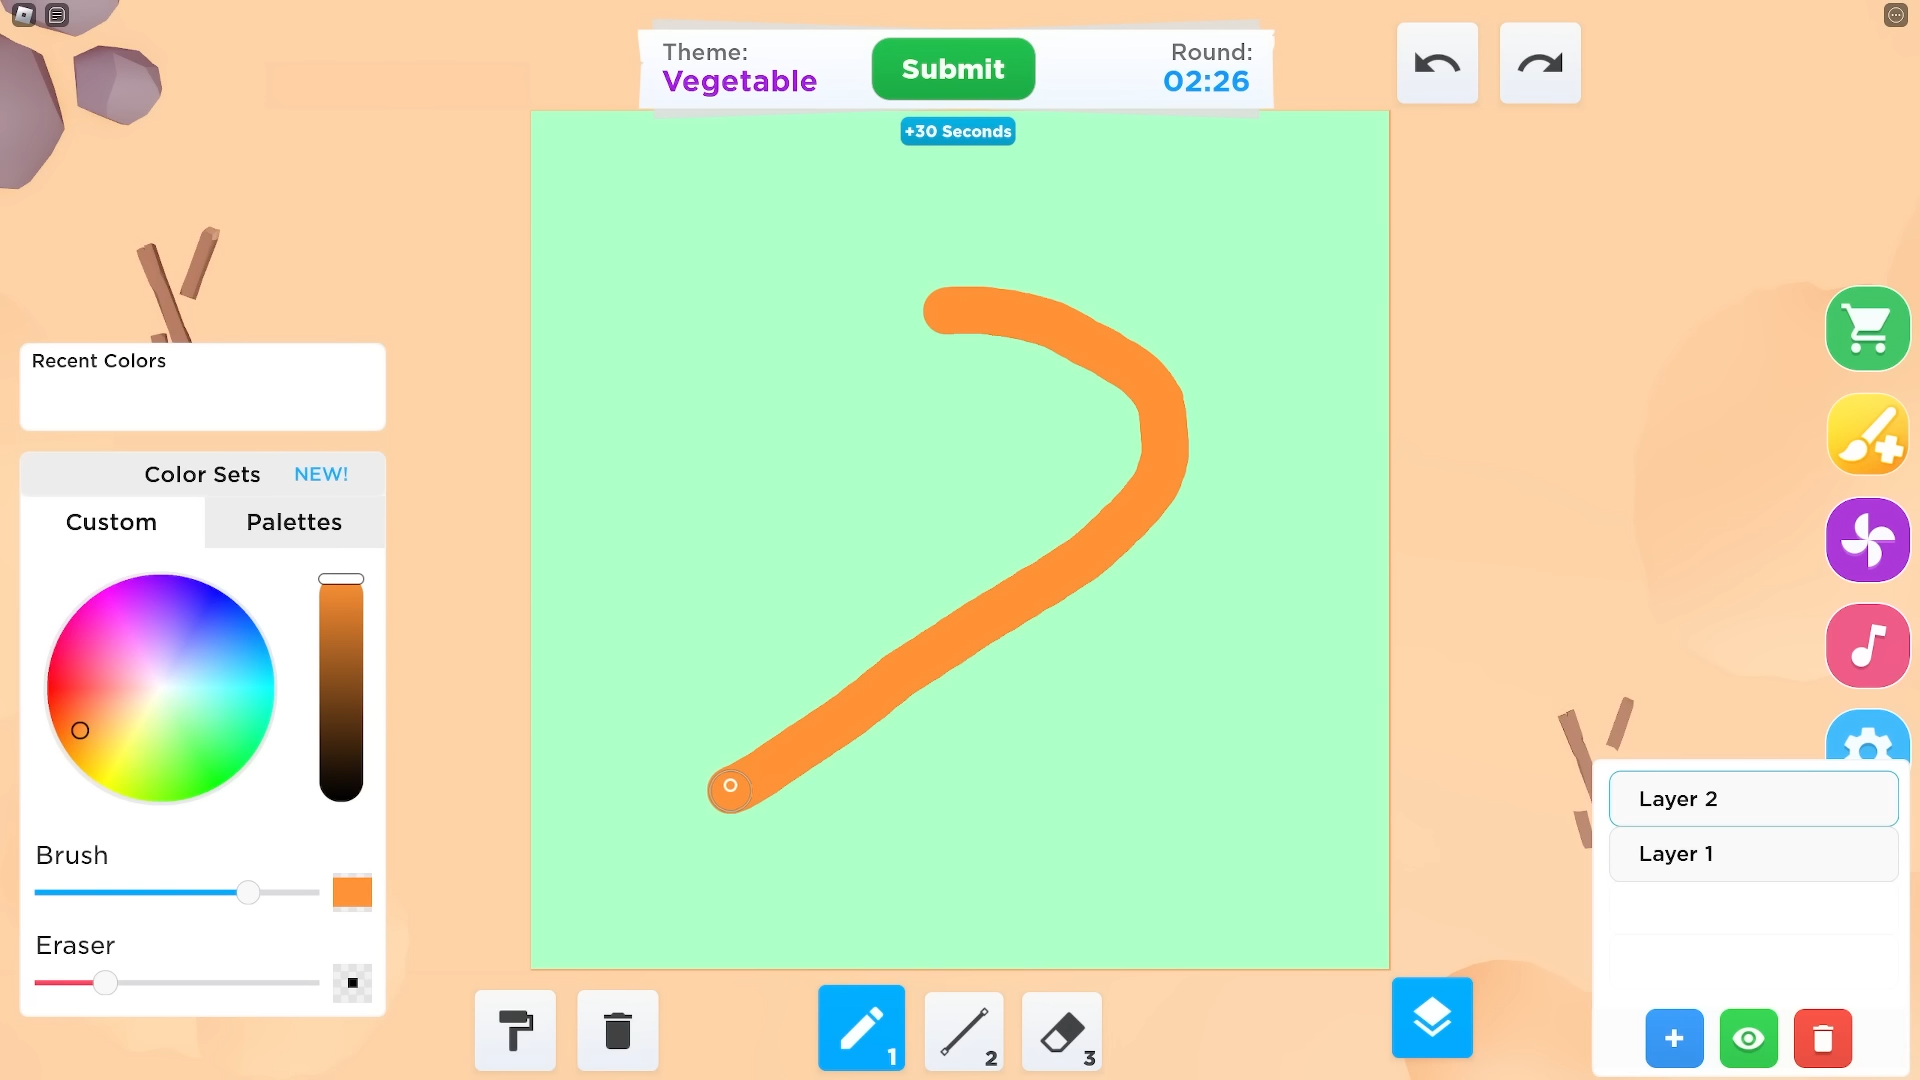 Theme:
Vegetable
Submit
Round:
02:26
+30 Seconds
Recent Colors
Color Sets NEW!
Custom Palettes
Brush
Eraser
1
2
3
Layer 2
Layer 1